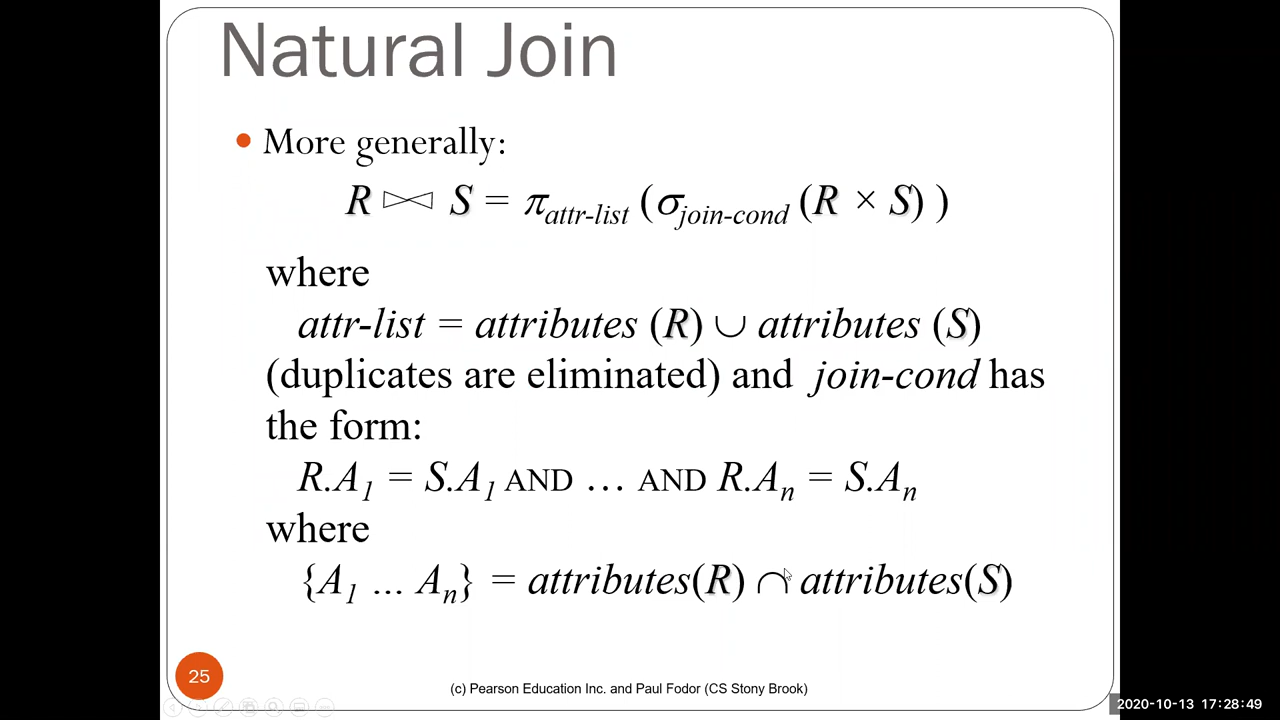 Natural Join
• More generally:
R ⋈ S = π attr-list (σ join-cond (R × S) )
where
attr-list = attributes (R) ∪ attributes (S)
(duplicates are eliminated) and join-cond has
the form:
R.A1 = S.A1 AND … AND R.An = S.An
where
{A1 … An} = attributes(R) ∩ attributes(S)
25
(c) Pearson Education Inc. and Paul Fodor (CS Stony Brook)
2020-10-13 17:28:49